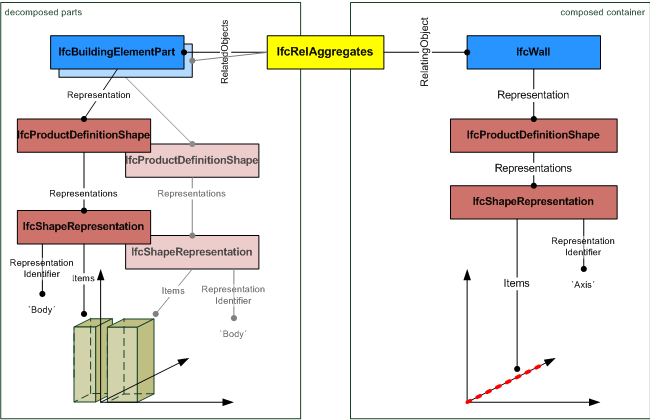 decomposed parts
composed container
IfcBuildingElementPart
RelatedObjects
IfcRelAggregates
RelatingObject
IfcWall
Representation
Representation
IfcProductDefinitionShape
IfcProductDefinitionShape
IfcProductDefinitionShape
Representations
Representations
Representations
IfcShapeRepresentation
IfcShapeRepresentation
IfcShapeRepresentation
Representation
Identifier
Items
Items
Representation
Identifier
Representation
Identifier
Items
´Body´
´Body´
´Axis´